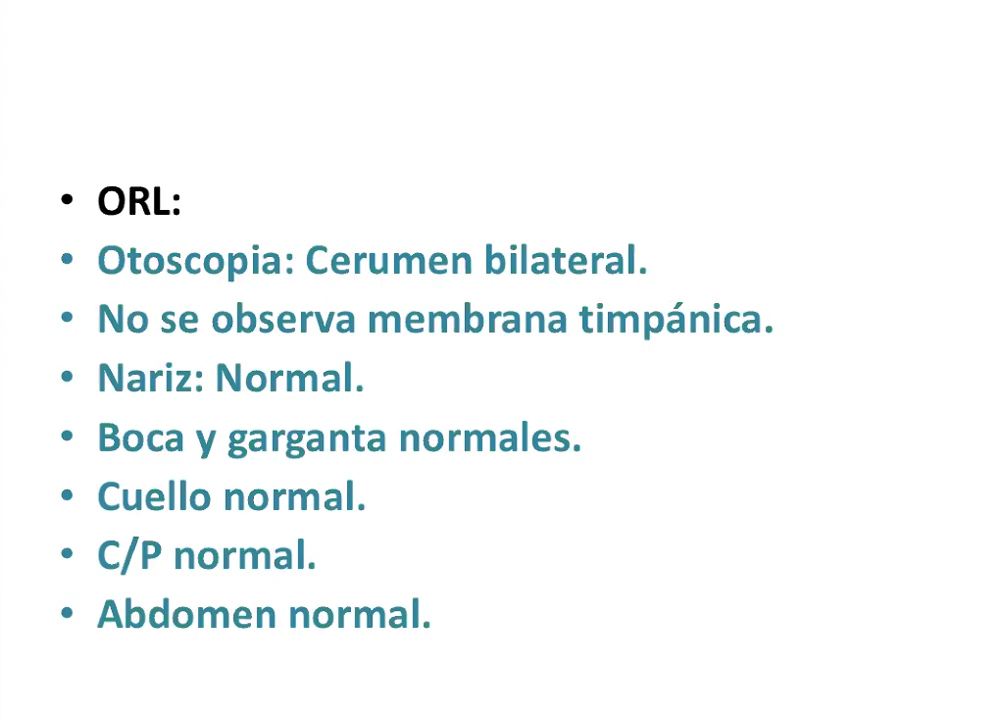 • ORL:
• Otoscopia: Cerumen bilateral.
• No se observa membrana timpánica.
• Nariz: Normal.
• Boca y garganta normales.
• Cuello normal.
• C/P normal.
• Abdomen normal.